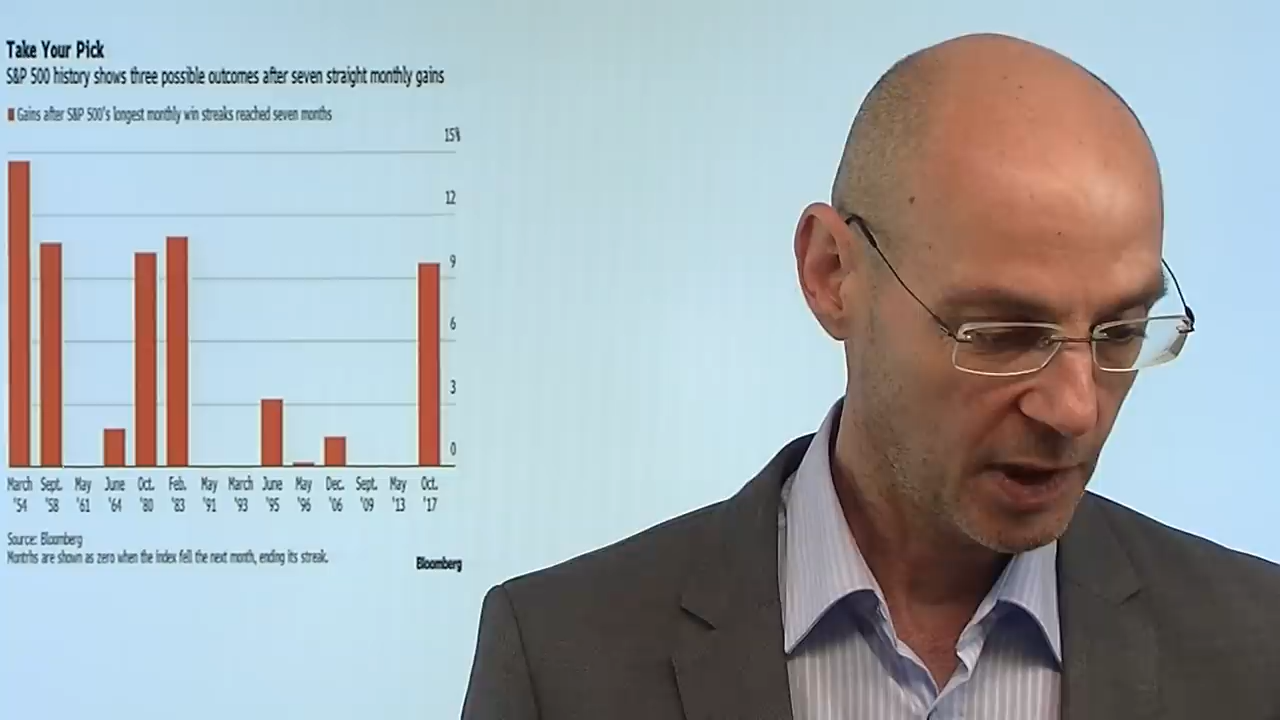 Take Your Pick
S&P 500 history shows three possible outcomes after seven straight monthly gains
Gains after S&P 500's longest monthly win streaks reached seven months
15%
12
9
6
3
0
March Sept. May June Oct. Feb. May March June May Dec. Sept. May Oct.
'54 '58 '61 '64 '80 '83 '91 '93 '95 '96 '06 '09 '13 '17
Source: Bloomberg
Months are shown as zero when the index fell the next month, ending its streak.
Bloomberg